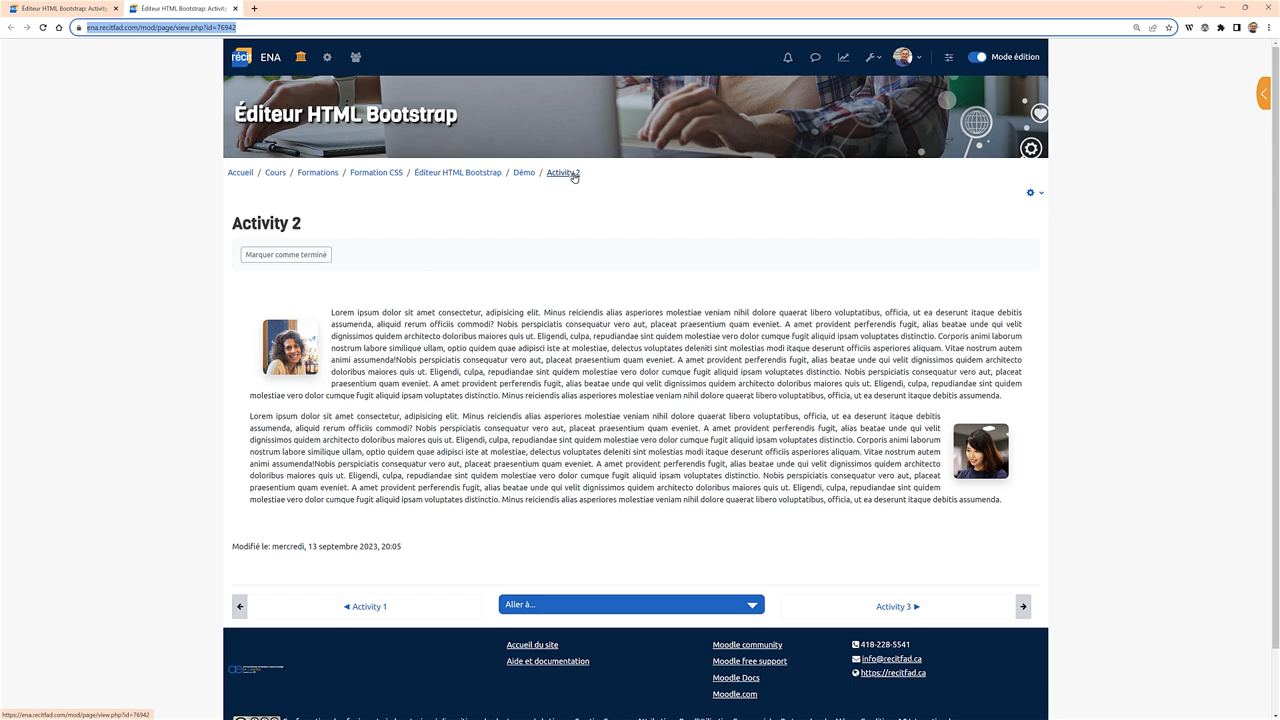 Éditeur HTML Bootstrap: Activit
Éditeur HTML Bootstrap: Activit
ena.recitfad.com/mod/page/view.php?id=76942
récit ENA
Mode édition
Éditeur HTML Bootstrap
Accueil / Cours / Formations / Formation CSS / Éditeur HTML Bootstrap / Démo / Activity 2
Activity 2
Marquer comme terminé
Lorem ipsum dolor sit amet consectetur, adipisicing elit. Minus reiciendis alias asperiores molestiae veniam nihil dolore quaerat libero voluptatibus, officia, ut ea deserunt itaque debitis
assumenda, aliquid rerum officiis commodi? Nobis perspiciatis consequatur vero aut, placeat praesentium quam eveniet. A amet provident perferendis fugit, alias beatae unde qui velit
dignissimos quidem architecto doloribus maiores quos ut. Eligendi, culpa, repudiandae sint quidem dolor vero cumque fugit aliquid ipsam voluptates distinctio. Corporis animi laborum
nostrum labore similique ullam, optio quidem quae adipisci iste at molestiae, delectus voluptates deleniti sint molestias modi itaque deserunt officiis aliquam. Vitae nostrum autem
animi assumenda!Nobis perspiciatis consequatur vero aut, placeat praesentium quam eveniet. A amet provident perferendis fugit, alias beatae unde qui velit dignissimos quidem architecto
doloribus maiores quos ut. Eligendi, culpa, repudiandae sint quidem dolor vero cumque fugit aliquid ipsam voluptates distinctio. Nobis perspiciatis consequatur vero aut, placeat
praesentium quam eveniet. A amet provident perferendis fugit, alias beatae unde qui velit dignissimos quidem architecto doloribus maiores quos ut. Eligendi, culpa, repudiandae sint quidem dolor vero cumque fugit aliquid ipsam voluptates distinctio. Minus reiciendis alias asperiores
molestiae veniam nihil dolore quaerat libero voluptatibus, officia, ut ea deserunt itaque debitis assumenda.
Lorem ipsum dolor sit amet consectetur, adipisicing elit. Minus reiciendis alias asperiores molestiae veniam nihil dolore quaerat libero voluptatibus, officia, ut ea deserunt itaque debitis
assumenda, aliquid rerum officiis commodi? Nobis perspiciatis consequatur vero aut, placeat praesentium quam eveniet. A amet provident perferendis fugit, alias beatae unde qui velit
dignissimos quidem architecto doloribus maiores quos ut. Eligendi, culpa, repudiandae sint quidem dolor vero cumque fugit aliquid ipsam voluptates distinctio. Corporis animi laborum
nostrum labore similique ullam, optio quidem quae adipisci iste at molestiae, delectus voluptates deleniti sint molestias modi itaque deserunt officiis aliquam. Vitae nostrum autem
animi assumenda!Nobis perspiciatis consequatur vero aut, placeat praesentium quam eveniet. A amet provident perferendis fugit, alias beatae unde qui velit dignissimos quidem architecto
doloribus maiores quos ut. Eligendi, culpa, repudiandae sint quidem dolor vero cumque fugit aliquid ipsam voluptates distinctio. Nobis perspiciatis consequatur vero aut, placeat praesentium
quam eveniet. A amet provident perferendis fugit, alias beatae unde qui velit dignissimos quidem architecto doloribus maiores quos ut. Eligendi, culpa, repudiandae sint quidem
dolor vero cumque fugit aliquid ipsam voluptates distinctio. Minus reiciendis alias asperiores molestiae veniam nihil dolore quaerat libero voluptatibus, officia, ut ea deserunt itaque debitis assumenda.
Modifié le: mercredi, 13 septembre 2023, 20:05
◀ Activity 1
Aller à...
Activity 3 ▶
Accueil du site
Aide et documentation
Moodle community
Moodle free support
Moodle Docs
Moodle.com
418-228-5541
info@recitfad.ca
https://recitfad.ca
https://ena.recitfad.com/mod/page/view.php?id=76942